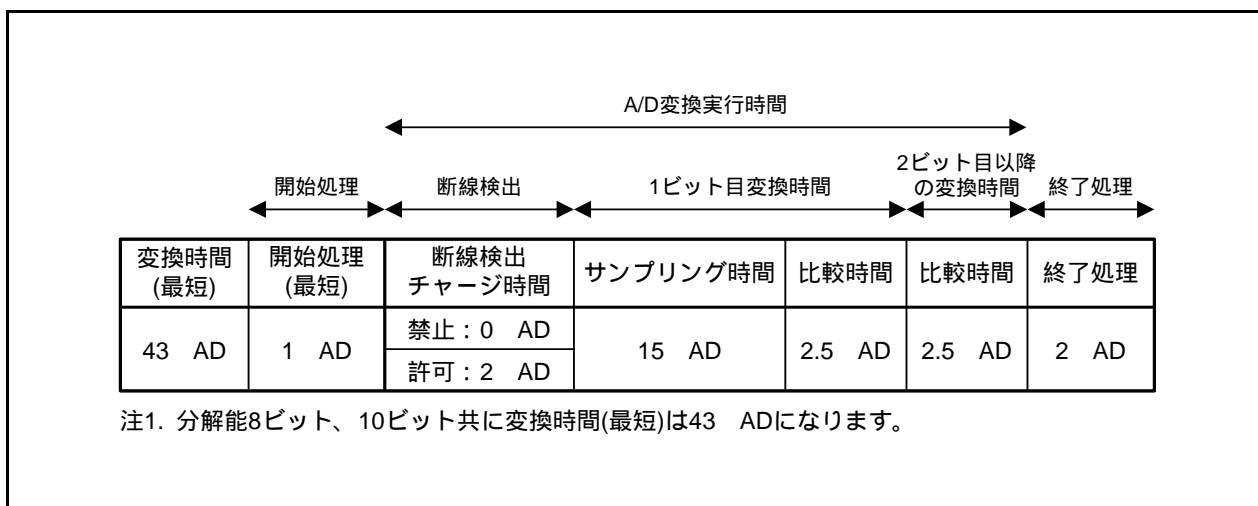 A/D変換実行時間
開始処理
断線検出
1ビット目変換時間
2ビット目以降
の変換時間
終了処理
変換時間
(最短)
開始処理
(最短)
断線検出
チャージ時間
サンプリング時間
比較時間
比較時間
終了処理
43 AD
1 AD
禁止：0 AD
許可：2 AD
15 AD
2.5 AD
2.5 AD
2 AD
注1. 分解能8ビット、10ビット共に変換時間(最短)は43 ADになります。